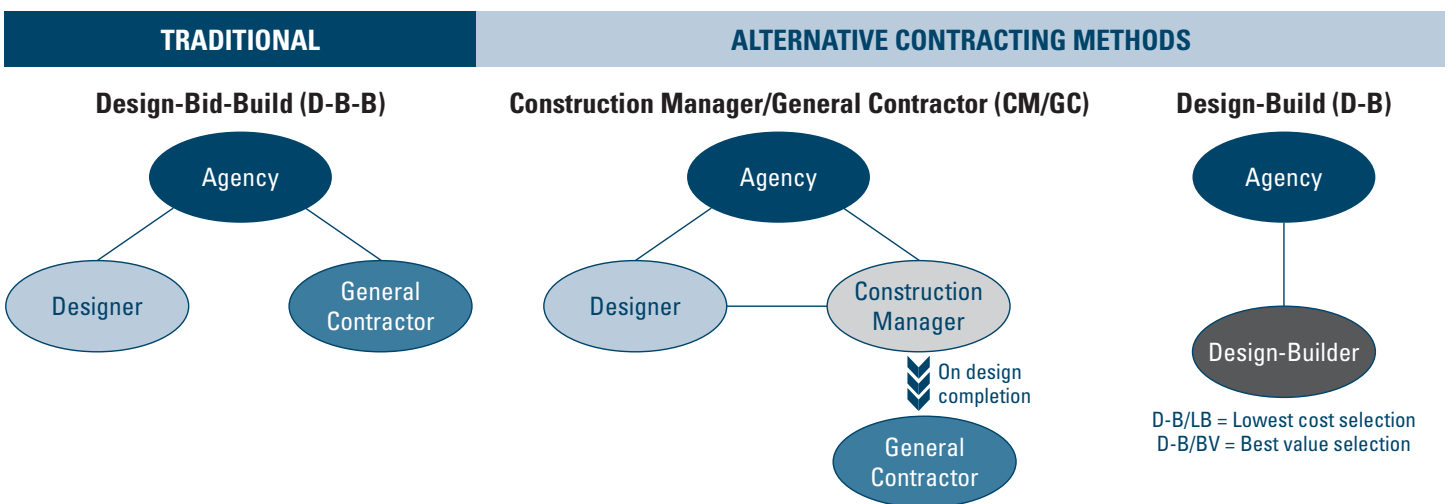 TRADITIONAL
ALTERNATIVE CONTRACTING METHODS
Design-Bid-Build (D-B-B)
Agency
Designer
General
Contractor
Construction Manager/General Contractor (CM/GC)
Agency
Designer
Construction
Manager
On design
completion
General
Contractor
Design-Build (D-B)
Agency
Design-Builder
D-B/LB = Lowest cost selection
D-B/BV = Best value selection